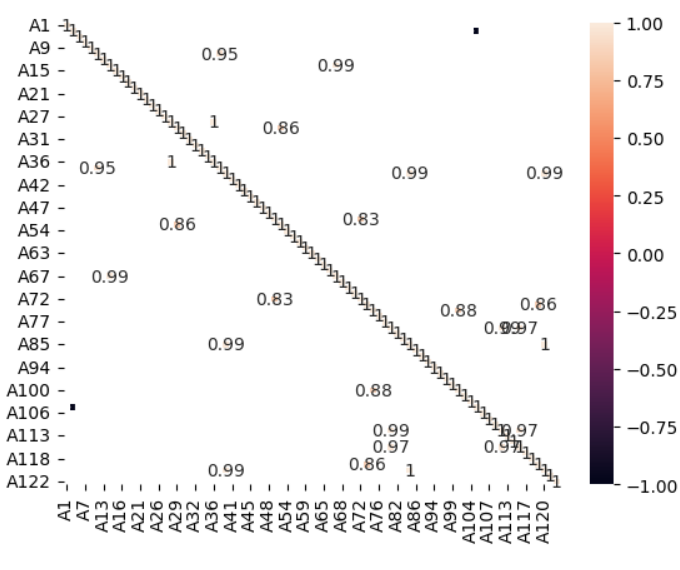 A1
A9
A15
A21
A27
A31
A36
A42
A47
A54
A63
A67
A72
A77
A85
A94
A100
A106
A113
A118
A122
0.95
0.99
1
0.86
0.95
1
0.99
0.99
0.86
0.83
0.99
0.83
0.88
0.86
0.99
0.97
0.99
1
0.88
0.99
0.97
0.97
0.97
0.99
0.86
1
A1
A7
A13
A16
A21
A26
A29
A32
A36
A41
A45
A48
A54
A59
A65
A68
A72
A76
A82
A86
A94
A99
A104
A107
A113
A117
A120
1.00
0.75
0.50
0.25
0.00
−0.25
−0.50
−0.75
−1.00